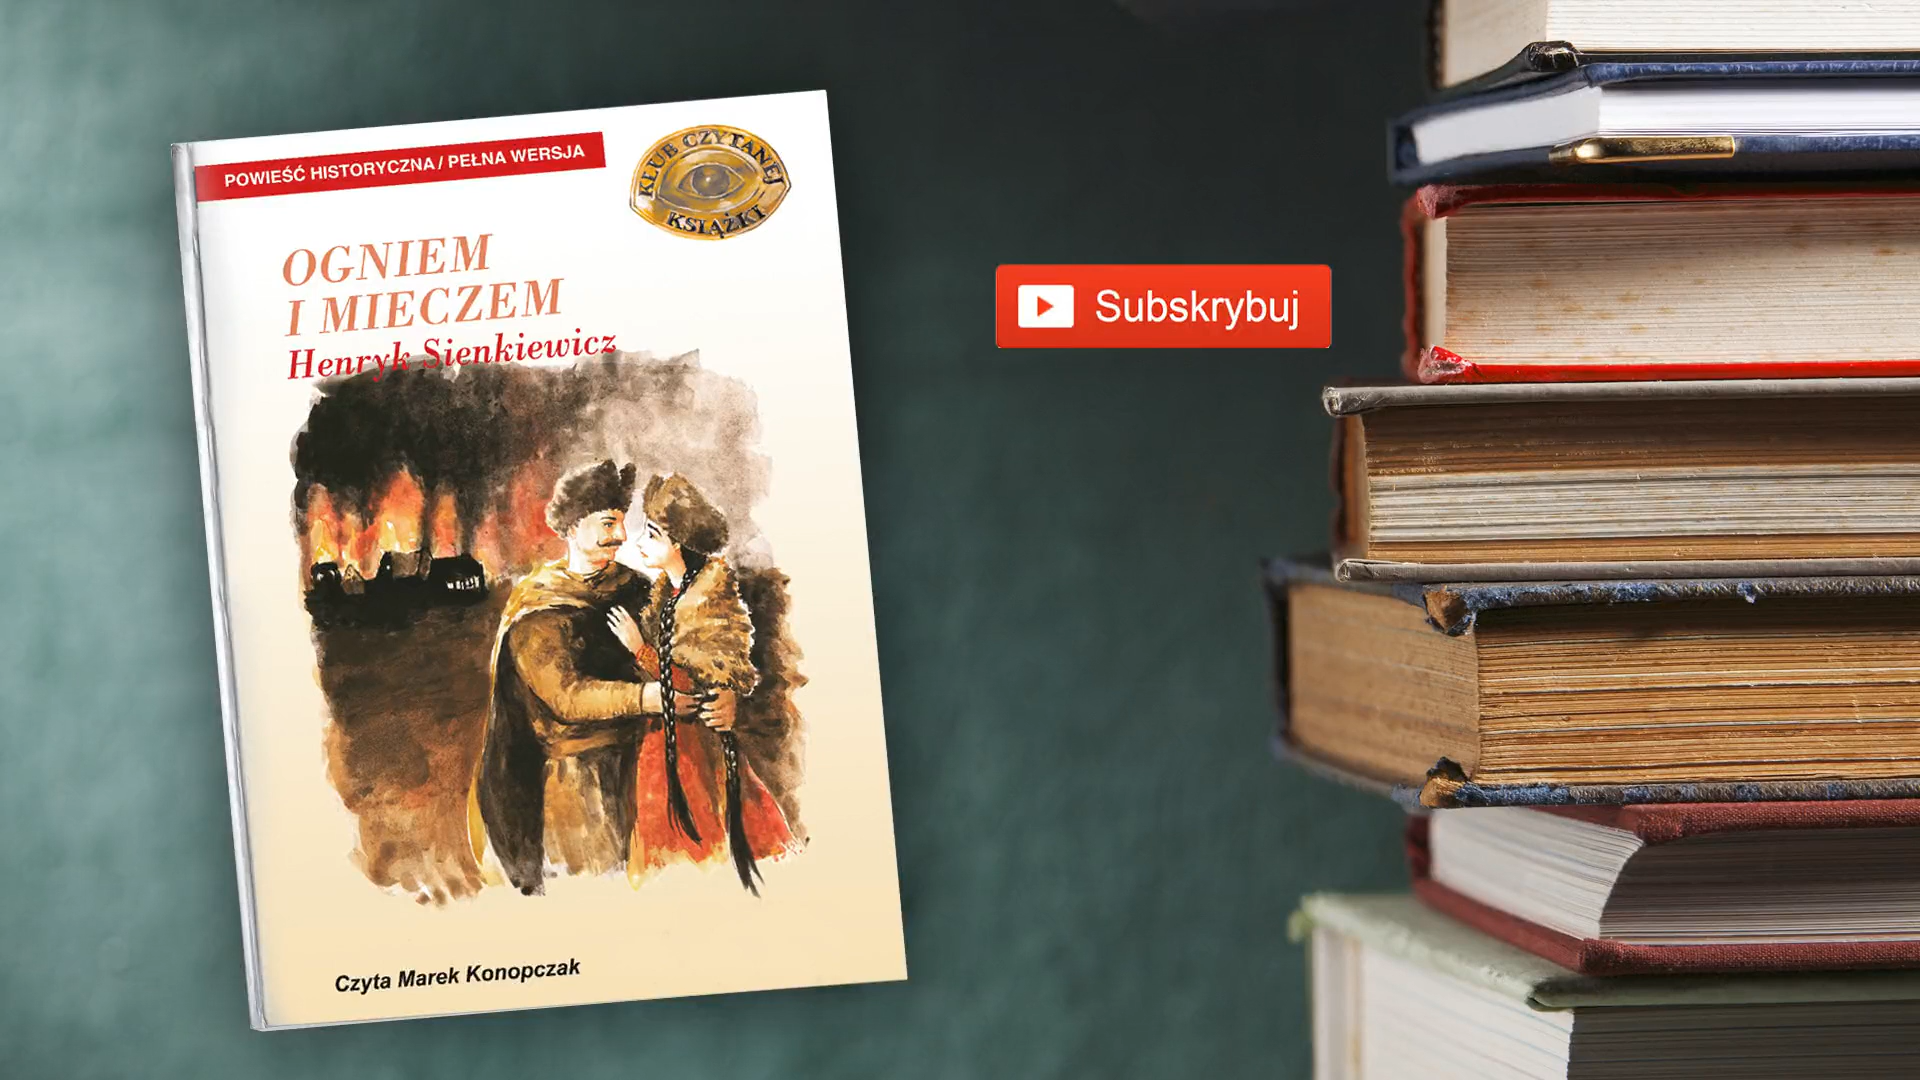 POWIEŚĆ HISTORYCZNA / PEŁNA WERSJA
KLUB CZYTANEJ
KSIĄŻKI
OGNIEM
I MIECZEM
Henryk Sienkiewicz
Czyta Marek Konopczak
Subskrybuj